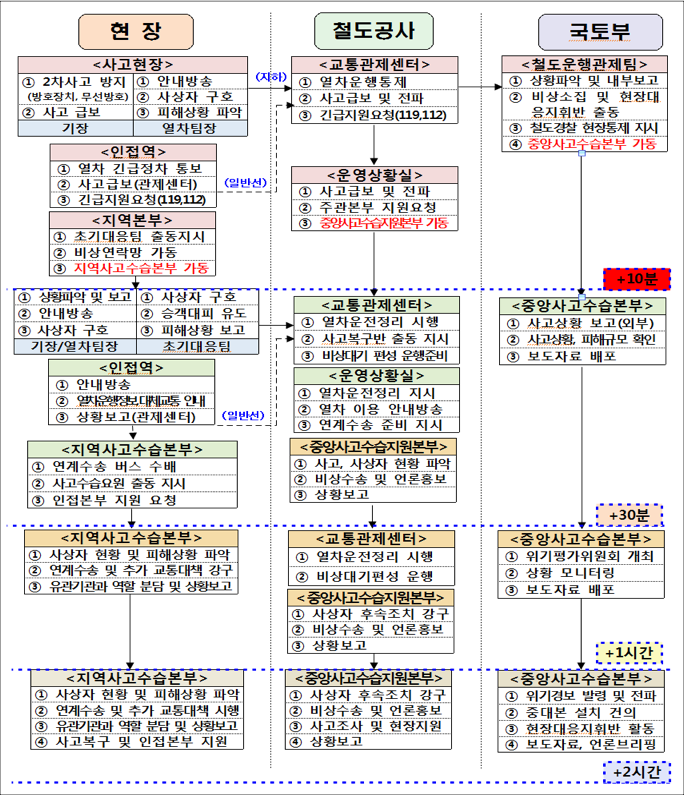 현 장
철도공사
국토부
<사고현장>
① 2차사고 방지
(방호장치, 무선방호)
② 사고 급보
기장
① 안내방송
② 사상자 구호
③ 피해상황 파악
열차팀장
(지하)
<인접역>
① 열차 긴급정차 통보
② 사고급보(관제센터)
③ 긴급지원요청(119,112)
(일반선)
<지역본부>
① 초기대응팀 출동지시
② 비상연락망 가동
③ 지역사고수습본부 가동
<교통관제센터>
① 열차운행통제
② 사고급보 및 전파
③ 긴급지원요청(119,112)
<운영상황실>
① 사고급보 및 전파
② 주관본부 지원요청
③ 중앙사고수습지원본부 가동
<철도운행관제팀>
① 상황파악 및 내부보고
② 비상소집 및 현장대
응지휘반 출동
③ 철도경찰 현장통제 지시
④ 중앙사고수습본부 가동
+10분
① 상황파악 및 보고
② 안내방송
③ 사상자 구호
기장/열차팀장
① 사상자 구호
② 승객대피 유도
③ 피해상황 보고
초기대응팀
<인접역>
① 안내방송
② 열차운행정보,대체교통 안내
③ 상황보고(관제센터)
(일반선)
<지역사고수습본부>
① 연계수송 버스 수배
② 사고수습요원 출동 지시
③ 인접본부 지원 요청
<교통관제센터>
① 열차운전정리 시행
② 사고복구반 출동 지시
③ 비상대기 편성 운행준비
<운영상황실>
① 열차운전정리 지시
② 열차 이용 안내방송
③ 연계수송 준비 지시
<중앙사고수습지원본부>
① 사고, 사상자 현황 파악
② 비상수송 및 언론홍보
③ 상황보고
<중앙사고수습본부>
① 사고상황 보고(외부)
② 사고상황, 피해규모 확인
③ 보도자료 배포
+30분
<지역사고수습본부>
① 사상자 현황 및 피해상황 파악
② 연계수송 및 추가 교통대책 강구
③ 유관기관과 역할 분담 및 상황보고
<교통관제센터>
① 열차운전정리 시행
② 비상대기편성 운행
<중앙사고수습지원본부>
① 사상자 후속조치 강구
② 비상수송 및 언론홍보
③ 상황보고
<중앙사고수습본부>
① 위기평가위원회 개최
② 상황 모니터링
③ 보도자료 배포
+1시간
<지역사고수습본부>
① 사상자 현황 및 피해상황 파악
② 연계수송 및 추가 교통대책 시행
③ 유관기관과 역할 분담 및 상황보고
④ 사고복구 및 인접본부 지원
<중앙사고수습지원본부>
① 사상자 후속조치 강구
② 비상수송 및 언론홍보
③ 사고조사 및 현장지원
④ 상황보고
<중앙사고수습본부>
① 위기경보 발령 및 전파
② 중대본 설치 건의
③ 현장대응지휘반 활동
④ 보도자료, 언론브리핑
+2시간